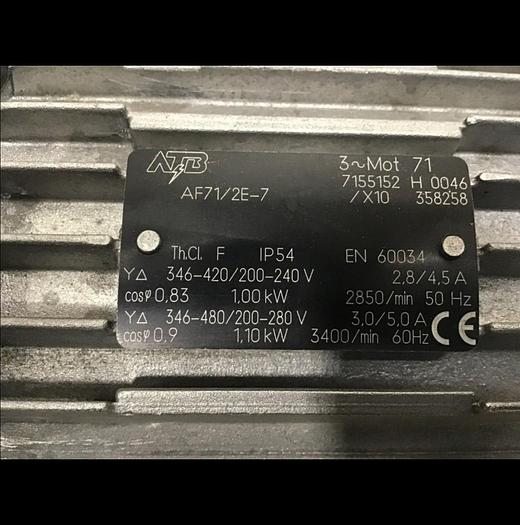 ATB
3~Mot 71
AF71/2E-7
7155152 H 0046
/X10 358258
Th.Cl. F IP54 EN 60034
Y△ 346-420/200-240 V 2,8/4,5 A
cosφ 0,83 1,00 kW 2850/min 50 Hz
Y△ 346-480/200-280 V 3,0/5,0 A
cosφ 0,9 1,10 kW 3400/min 60Hz
CE